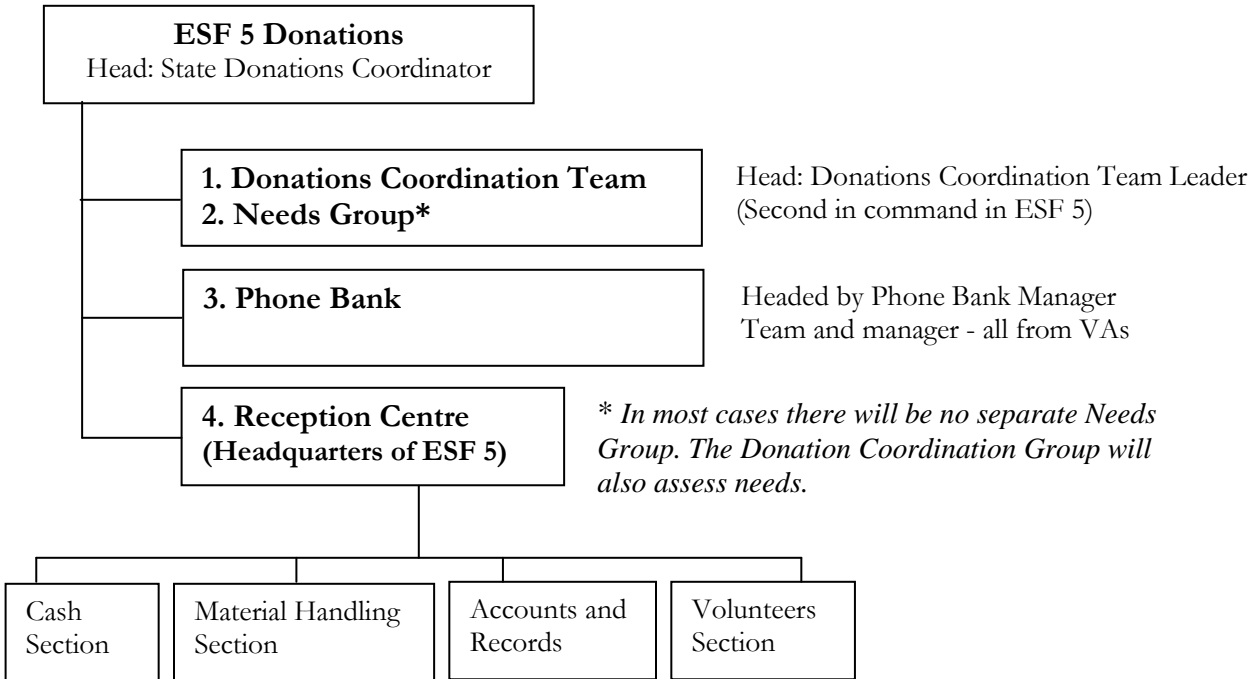 ESF 5 Donations
Head: State Donations Coordinator
1. Donations Coordination Team
2. Needs Group*
Head: Donations Coordination Team Leader
(Second in command in ESF 5)
3. Phone Bank
Headed by Phone Bank Manager
Team and manager - all from VAs
4. Reception Centre
(Headquarters of ESF 5)
* In most cases there will be no separate Needs
Group. The Donation Coordination Group will
also assess needs.
Cash
Section
Material Handling
Section
Accounts and
Records
Volunteers
Section